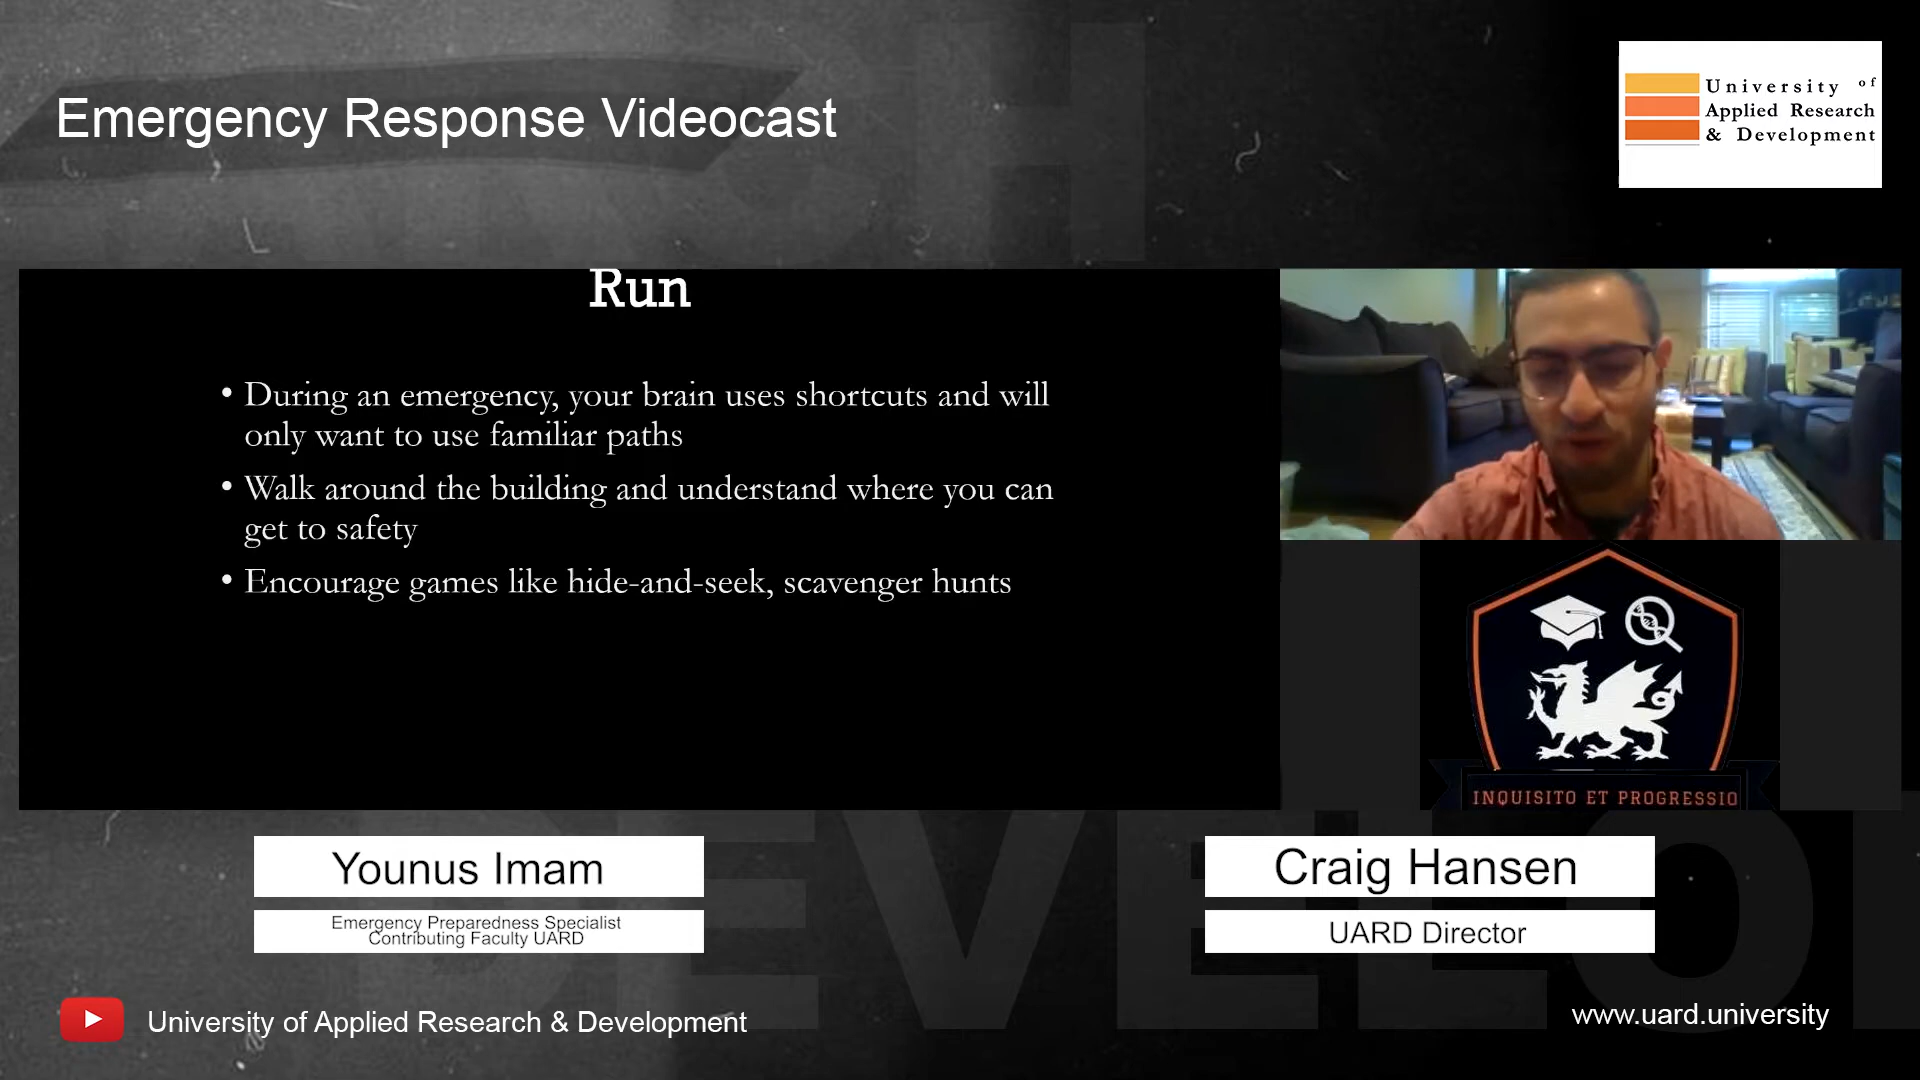 Emergency Response Videocast
University of
Applied Research
& Development
Run
• During an emergency, your brain uses shortcuts and will
only want to use familiar paths
• Walk around the building and understand where you can
get to safety
• Encourage games like hide-and-seek, scavenger hunts
INQUISITO ET PROGRESSIO
Younus Imam
Emergency Preparedness Specialist
Contributing Faculty UARD
Craig Hansen
UARD Director
University of Applied Research & Development
www.uard.university